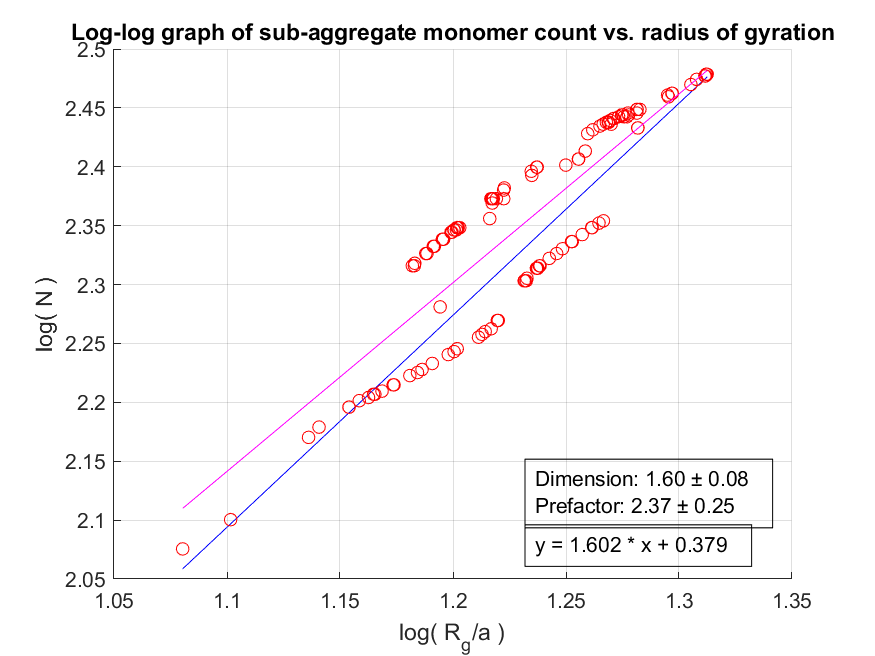 Log-log graph of sub-aggregate monomer count vs. radius of gyration
2.5
2.45
2.4
2.35
2.3
2.25
2.2
2.15
2.1
2.05
log( N )
Dimension: 1.60 ± 0.08
Prefactor: 2.37 ± 0.25
y = 1.602 * x + 0.379
1.05 1.1 1.15 1.2 1.25 1.3 1.35
log( R_g/a )